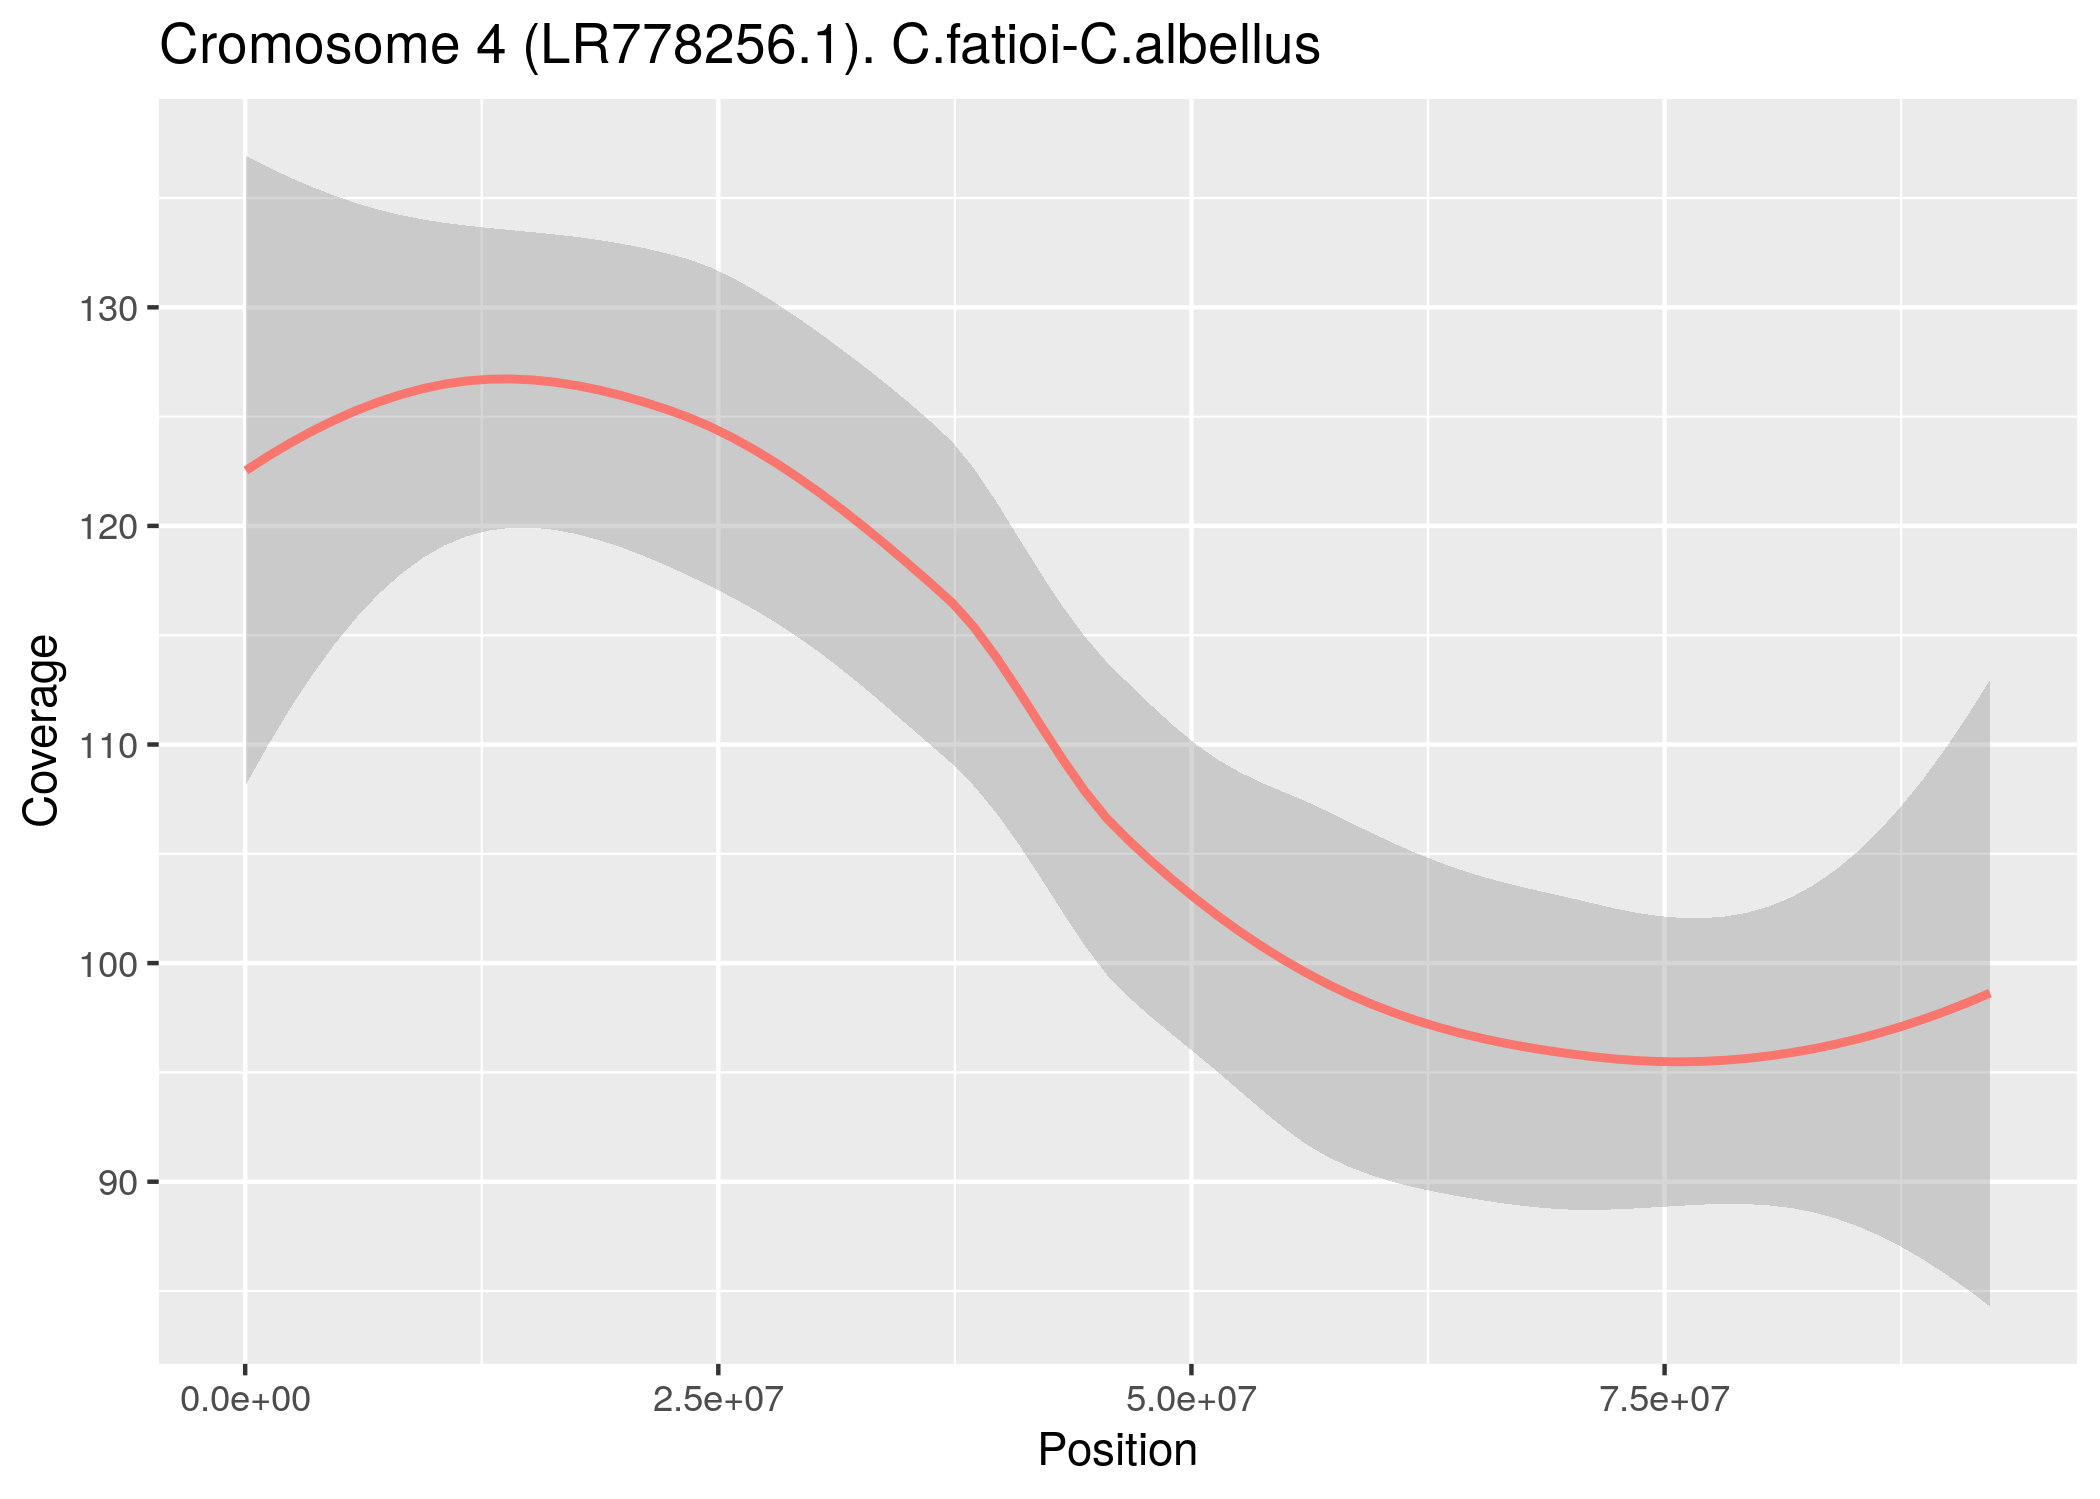 Cromosome 4 (LR778256.1). C.fatioi-C.albellus
130
120
110
100
90
Coverage
0.0e+00 2.5e+07 5.0e+07 7.5e+07
Position